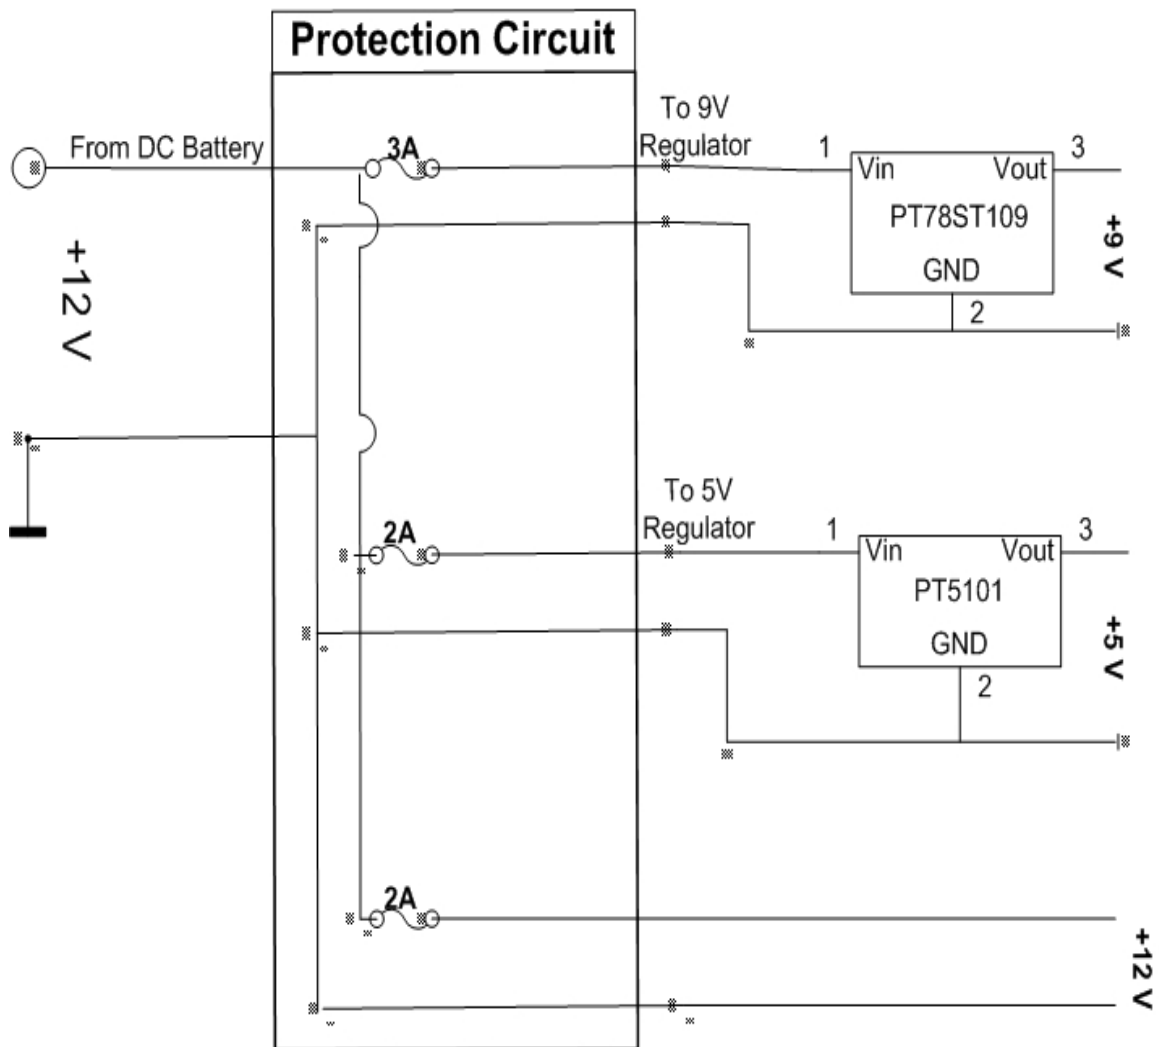 Protection Circuit
From DC Battery
3A
To 9V
Regulator
1
Vin
Vout
3
PT78ST109
GND
2
+9 V
+12 V
2A
To 5V
Regulator
1
Vin
Vout
3
PT5101
GND
2
+5 V
2A
+12 V